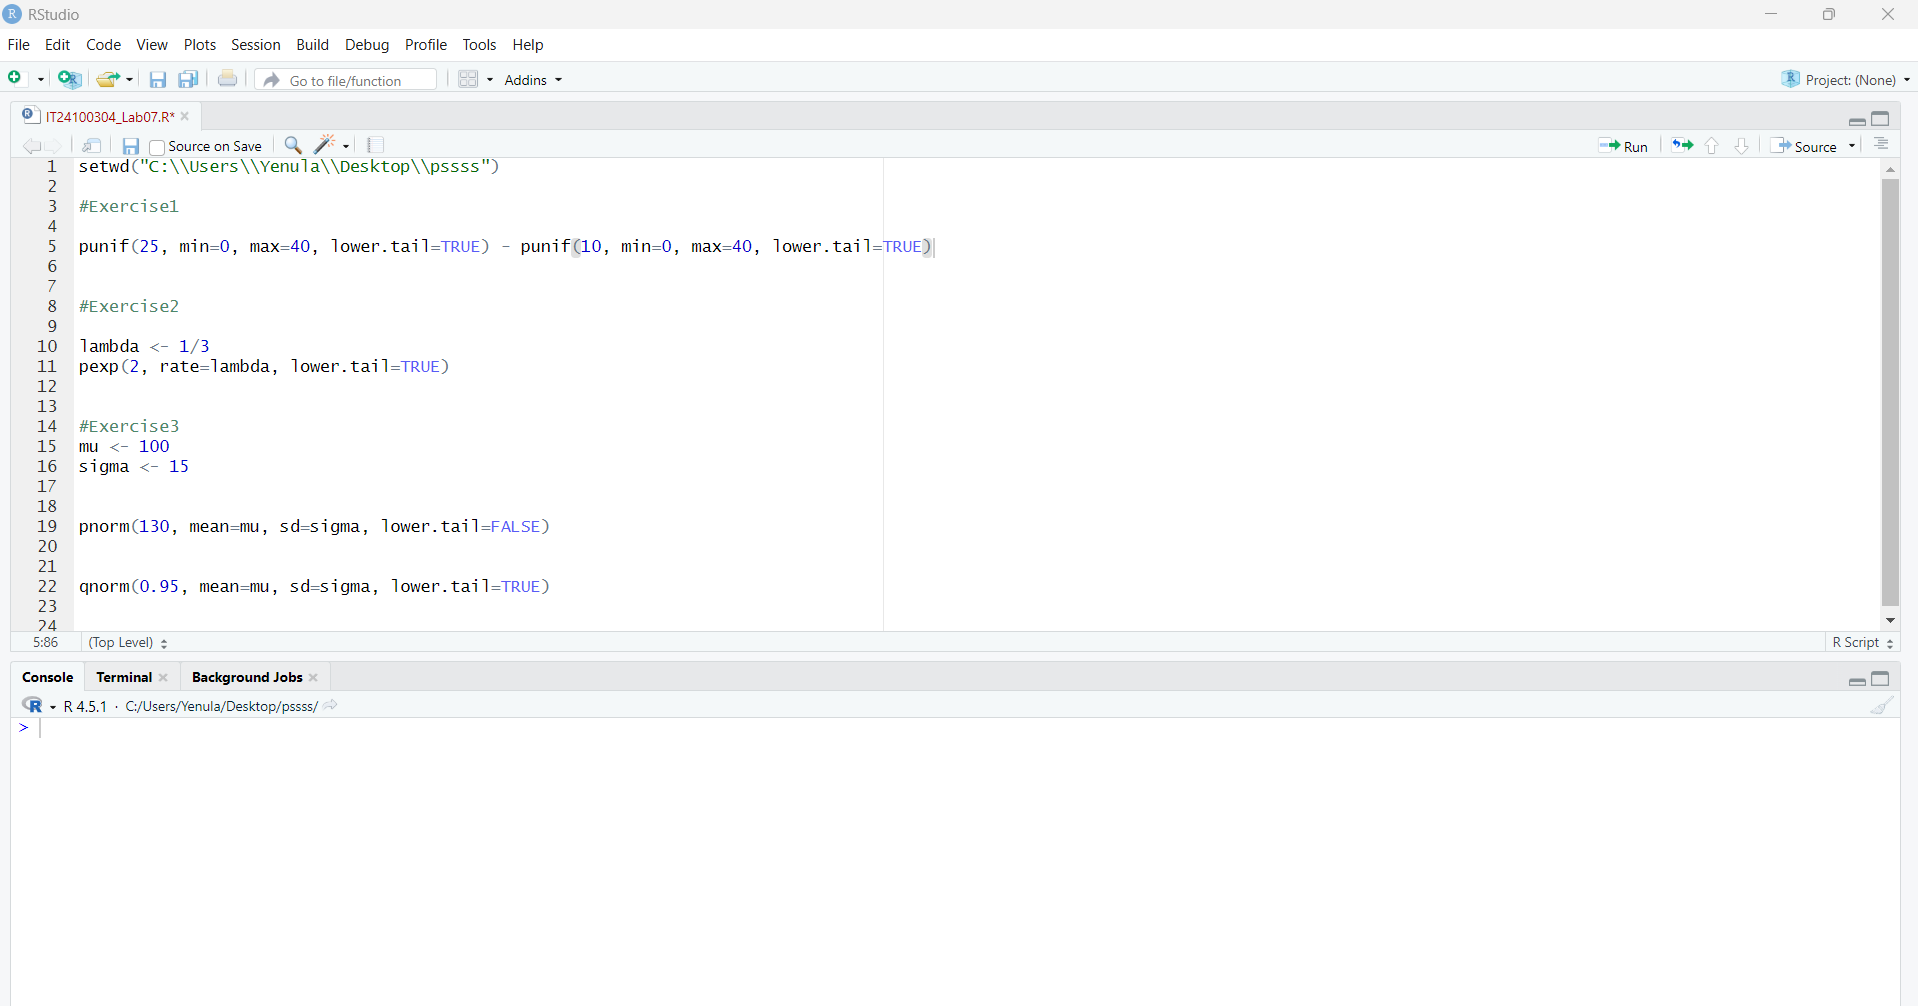 RStudio
File Edit Code View Plots Session Build Debug Profile Tools Help
Go to file/function Addins Project: (None)
IT24100304_Lab07.R*
Source on Save Run Source
1 setwd("C:\\Users\\Yenula\\Desktop\\pssss")
2
3 #Exercise1
4
5 punif(25, min=0, max=40, lower.tail=TRUE) - punif(10, min=0, max=40, lower.tail=TRUE)
6
7
8 #Exercise2
9
10 lambda <- 1/3
11 pexp(2, rate=lambda, lower.tail=TRUE)
12
13
14 #Exercise3
15 mu <- 100
16 sigma <- 15
17
18
19 pnorm(130, mean=mu, sd=sigma, lower.tail=FALSE)
20
21
22 qnorm(0.95, mean=mu, sd=sigma, lower.tail=TRUE)
23
24
5:86 (Top Level) R Script
Console Terminal Background Jobs
R 4.5.1 · C:/Users/Yenula/Desktop/pssss/
>